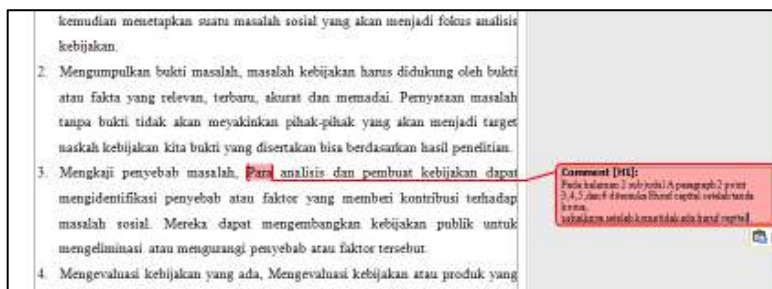 kemudian menetapkan suatu masalah sosial yang akan menjadi fokus analisis
kebijakan.
2. Mengumpulkan bukti masalah, masalah kebijakan harus didukung oleh bukti
atau fakta yang relevan, terbaru, akurat dan memadai. Pernyataan masalah
tanpa bukti tidak akan meyakinkan pihak-pihak yang akan menjadi target
naskah kebijakan kita bukti yang disertakan bisa berdasarkan hasil penelitian.
3. Mengkaji penyebab masalah, Para analisis dan pembuat kebijakan dapat
mengidentifikasi penyebab atau faktor yang memberi kontribusi terhadap
masalah sosial. Mereka dapat mengembangkan kebijakan publik untuk
mengeliminasi atau mengurangi penyebab atau faktor tersebut.
4. Mengevaluasi kebijakan yang ada, Mengevaluasi kebijakan atau produk yang
Comment [H1]:
Pada halaman 2 sub judul A paragraph 2 point
3,4,5,dan 6 ditemuka Huruf capital setelah tanda
koma,
sebaiknya setelah koma tidak ada huruf capital